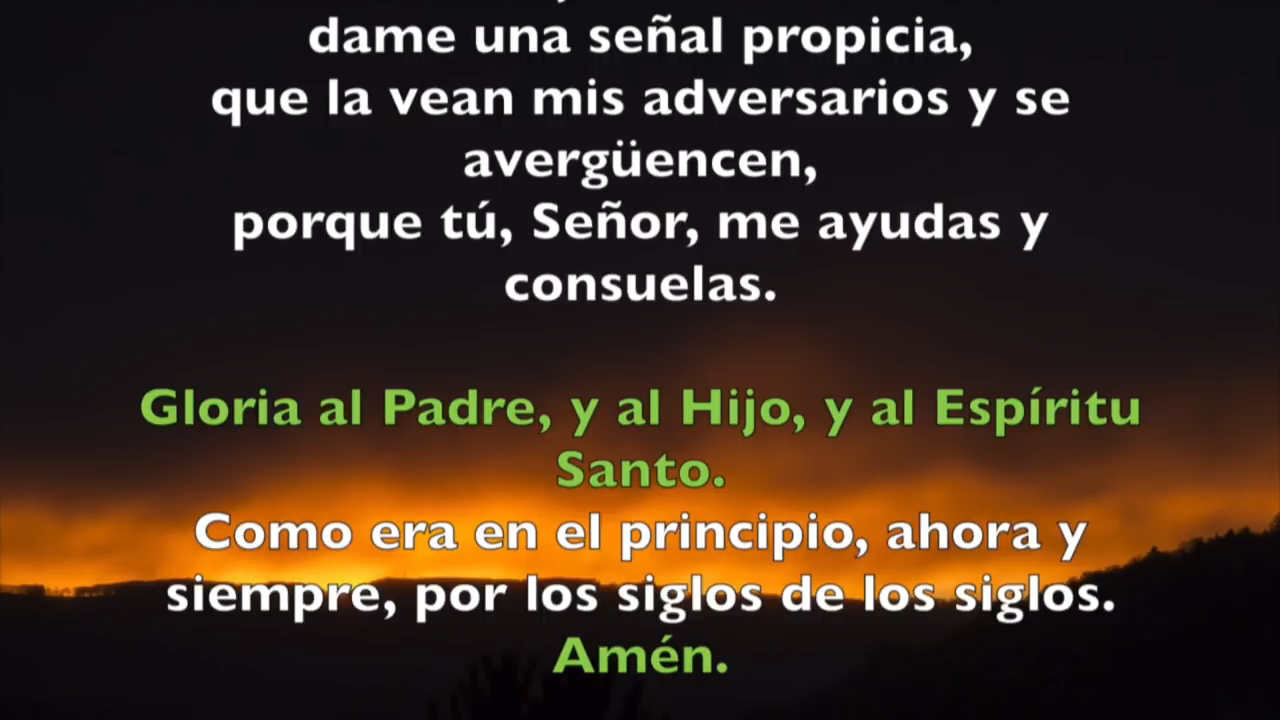 dame una señal propicia,
que la vean mis adversarios y se
avergüencen,
porque tú, Señor, me ayudas y
consuelas.
Gloria al Padre, y al Hijo, y al Espíritu
Santo.
Como era en el principio, ahora y
siempre, por los siglos de los siglos.
Amén.